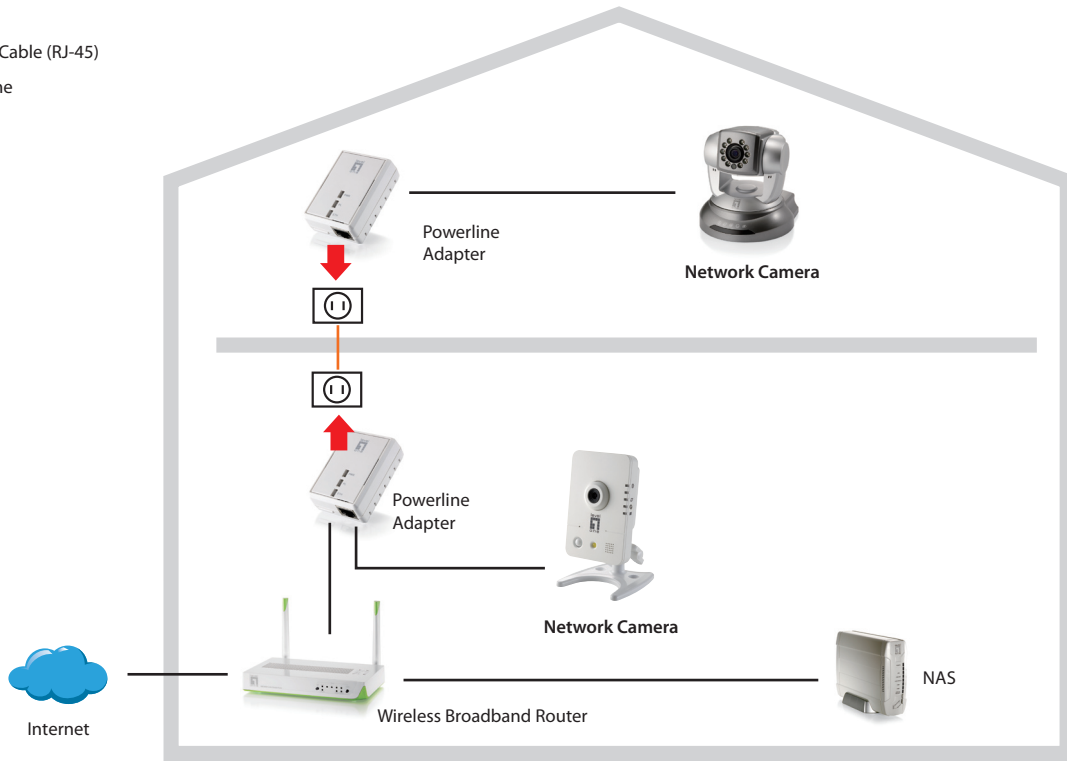 Cable (RJ-45)
ne
Powerline
Adapter
Network Camera
Powerline
Adapter
Network Camera
NAS
Wireless Broadband Router
Internet